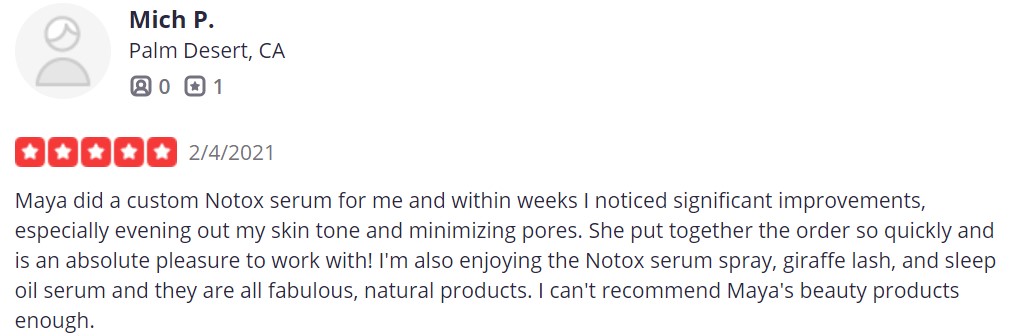 Mich P.
Palm Desert, CA
0 1
2/4/2021
Maya did a custom Notox serum for me and within weeks I noticed significant improvements,
especially evening out my skin tone and minimizing pores. She put together the order so quickly and
is an absolute pleasure to work with! I'm also enjoying the Notox serum spray, giraffe lash, and sleep
oil serum and they are all fabulous, natural products. I can't recommend Maya's beauty products
enough.